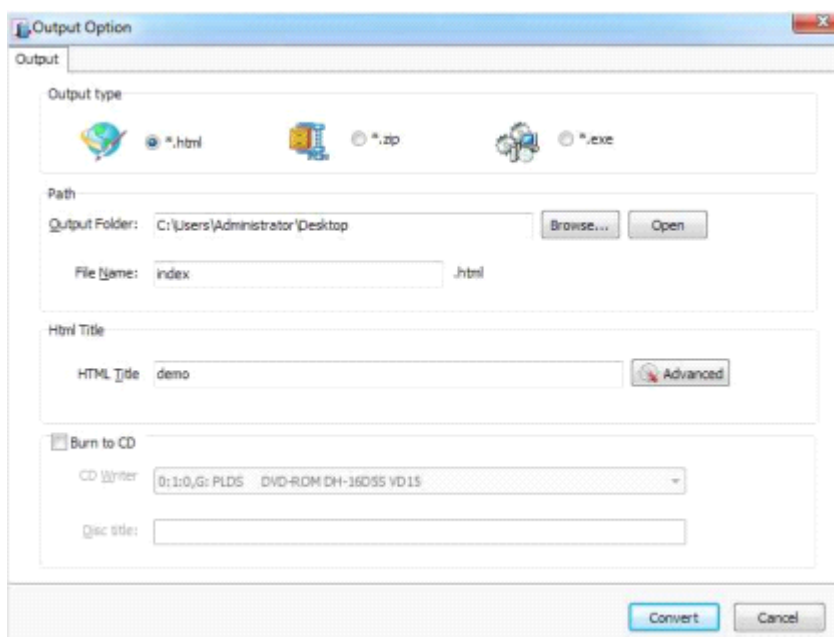 Output Option
Output
Output type
*.html
*.zip
*.exe
Path
Output Folder: C:\Users\Administrator\Desktop Browse... Open
File Name: index .html
Html Title
HTML Title demo Advanced
Burn to CD
CD Writer 0:1:0,G: PLDS DVD-ROM DH-16D5S VD15
Disc title:
Convert Cancel